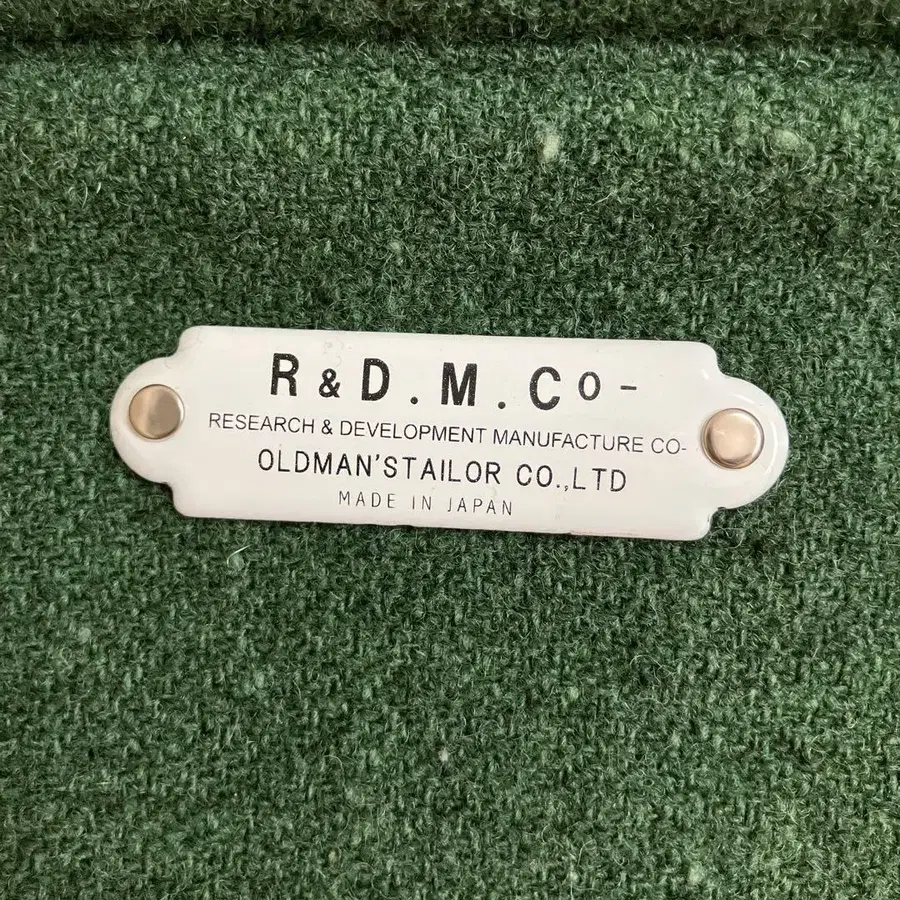 R & D . M . Co -
RESEARCH & DEVELOPMENT MANUFACTURE CO-
OLDMAN'STAILOR CO.,LTD
MADE IN JAPAN